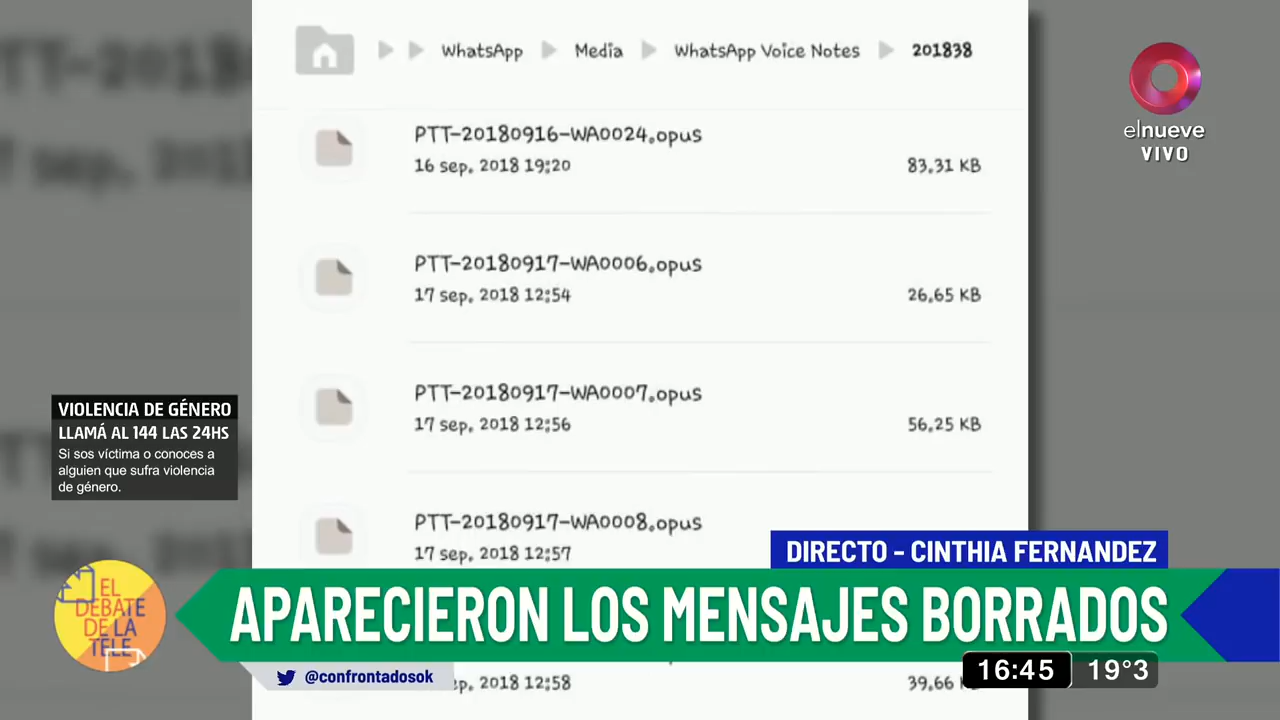 WhatsApp Media WhatsApp Voice Notes 201838
PTT-20180916-WA0024.opus
16 sep. 2018 19:20 83,31 KB
PTT-20180917-WA0006.opus
17 sep. 2018 12:54 26,65 KB
PTT-20180917-WA0007.opus
17 sep. 2018 12:56 56,25 KB
PTT-20180917-WA0008.opus
17 sep. 2018 12:57
sep. 2018 12:58 39,66
elnueve
VIVO
VIOLENCIA DE GÉNERO
LLAMÁ AL 144 LAS 24HS
Si sos víctima o conoces a
alguien que sufra violencia
de género.
DIRECTO - CINTHIA FERNANDEZ
APARECIERON LOS MENSAJES BORRADOS
EL
DEBATE
DE LA
TELE
@confrontadosok
16:45 19°3